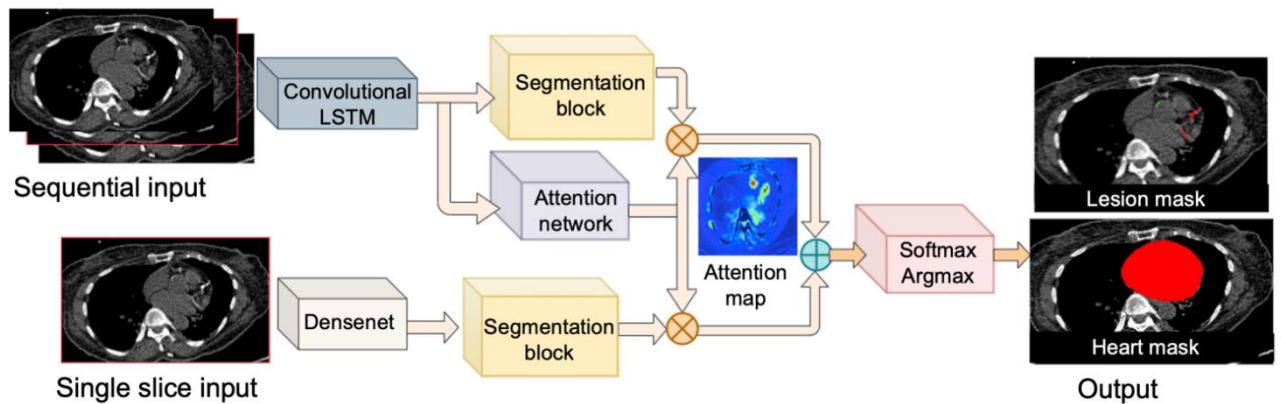 Sequential input
Convolutional
LSTM
Segmentation
block
Attention
network
Attention
map
Single slice input
Densenet
Segmentation
block
Softmax
Argmax
Lesion mask
Heart mask
Output